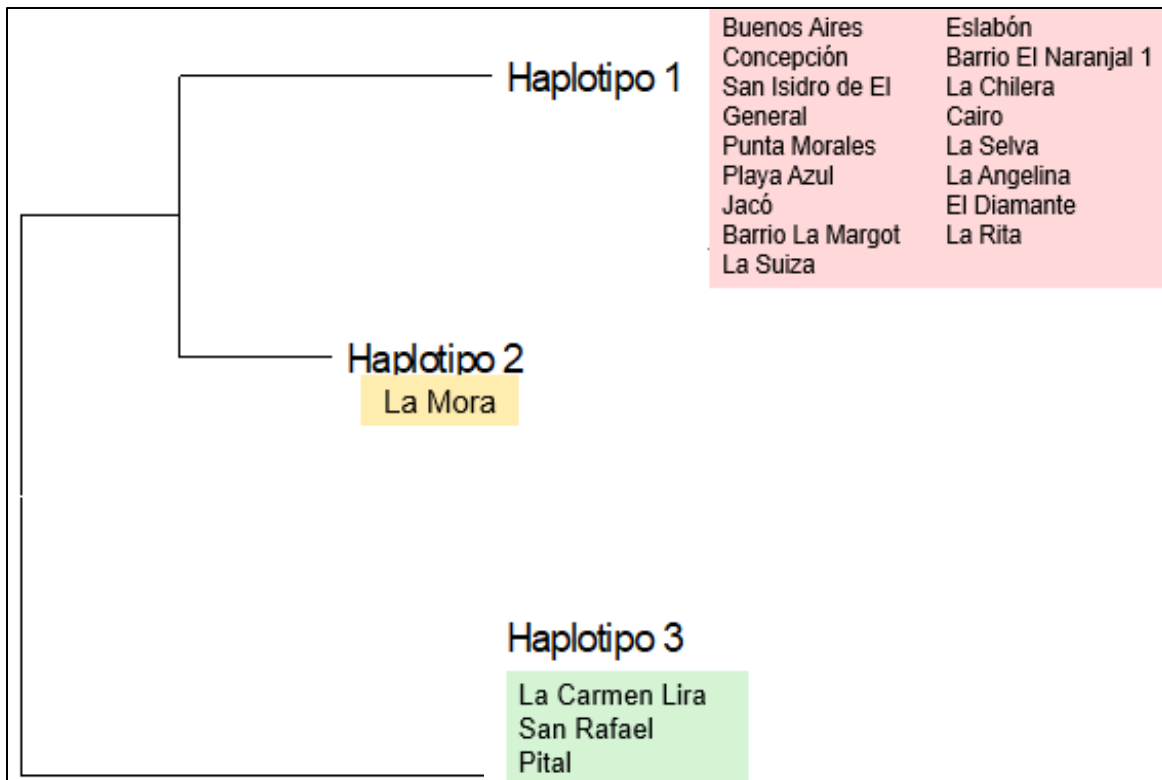 Haplotipo 1
Buenos Aires
Concepción
San Isidro de El
General
Punta Morales
Playa Azul
Jacó
Barrio La Margot
La Suiza
Eslabón
Barrio El Naranjal 1
La Chilera
Cairo
La Selva
La Angelina
El Diamante
La Rita
Haplotipo 2
La Mora
Haplotipo 3
La Carmen Lira
San Rafael
Pital